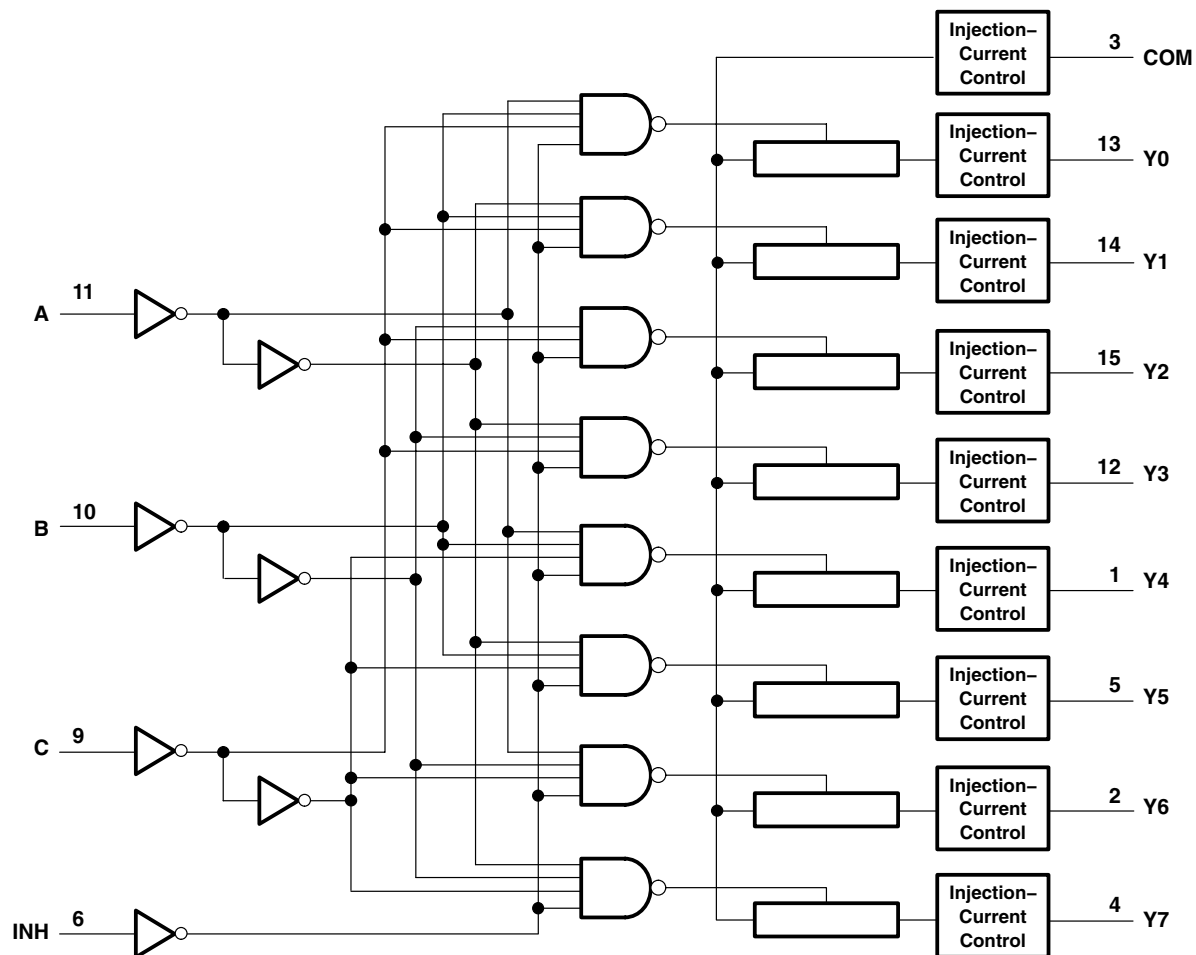 Injection–
Current
Control
3
COM
Injection–
Current
Control
13
Y0
Injection–
Current
Control
14
Y1
11
A
Injection–
Current
Control
15
Y2
Injection–
Current
Control
12
Y3
10
B
Injection–
Current
Control
1
Y4
Injection–
Current
Control
5
Y5
9
C
Injection–
Current
Control
2
Y6
Injection–
Current
Control
4
Y7
6
INH